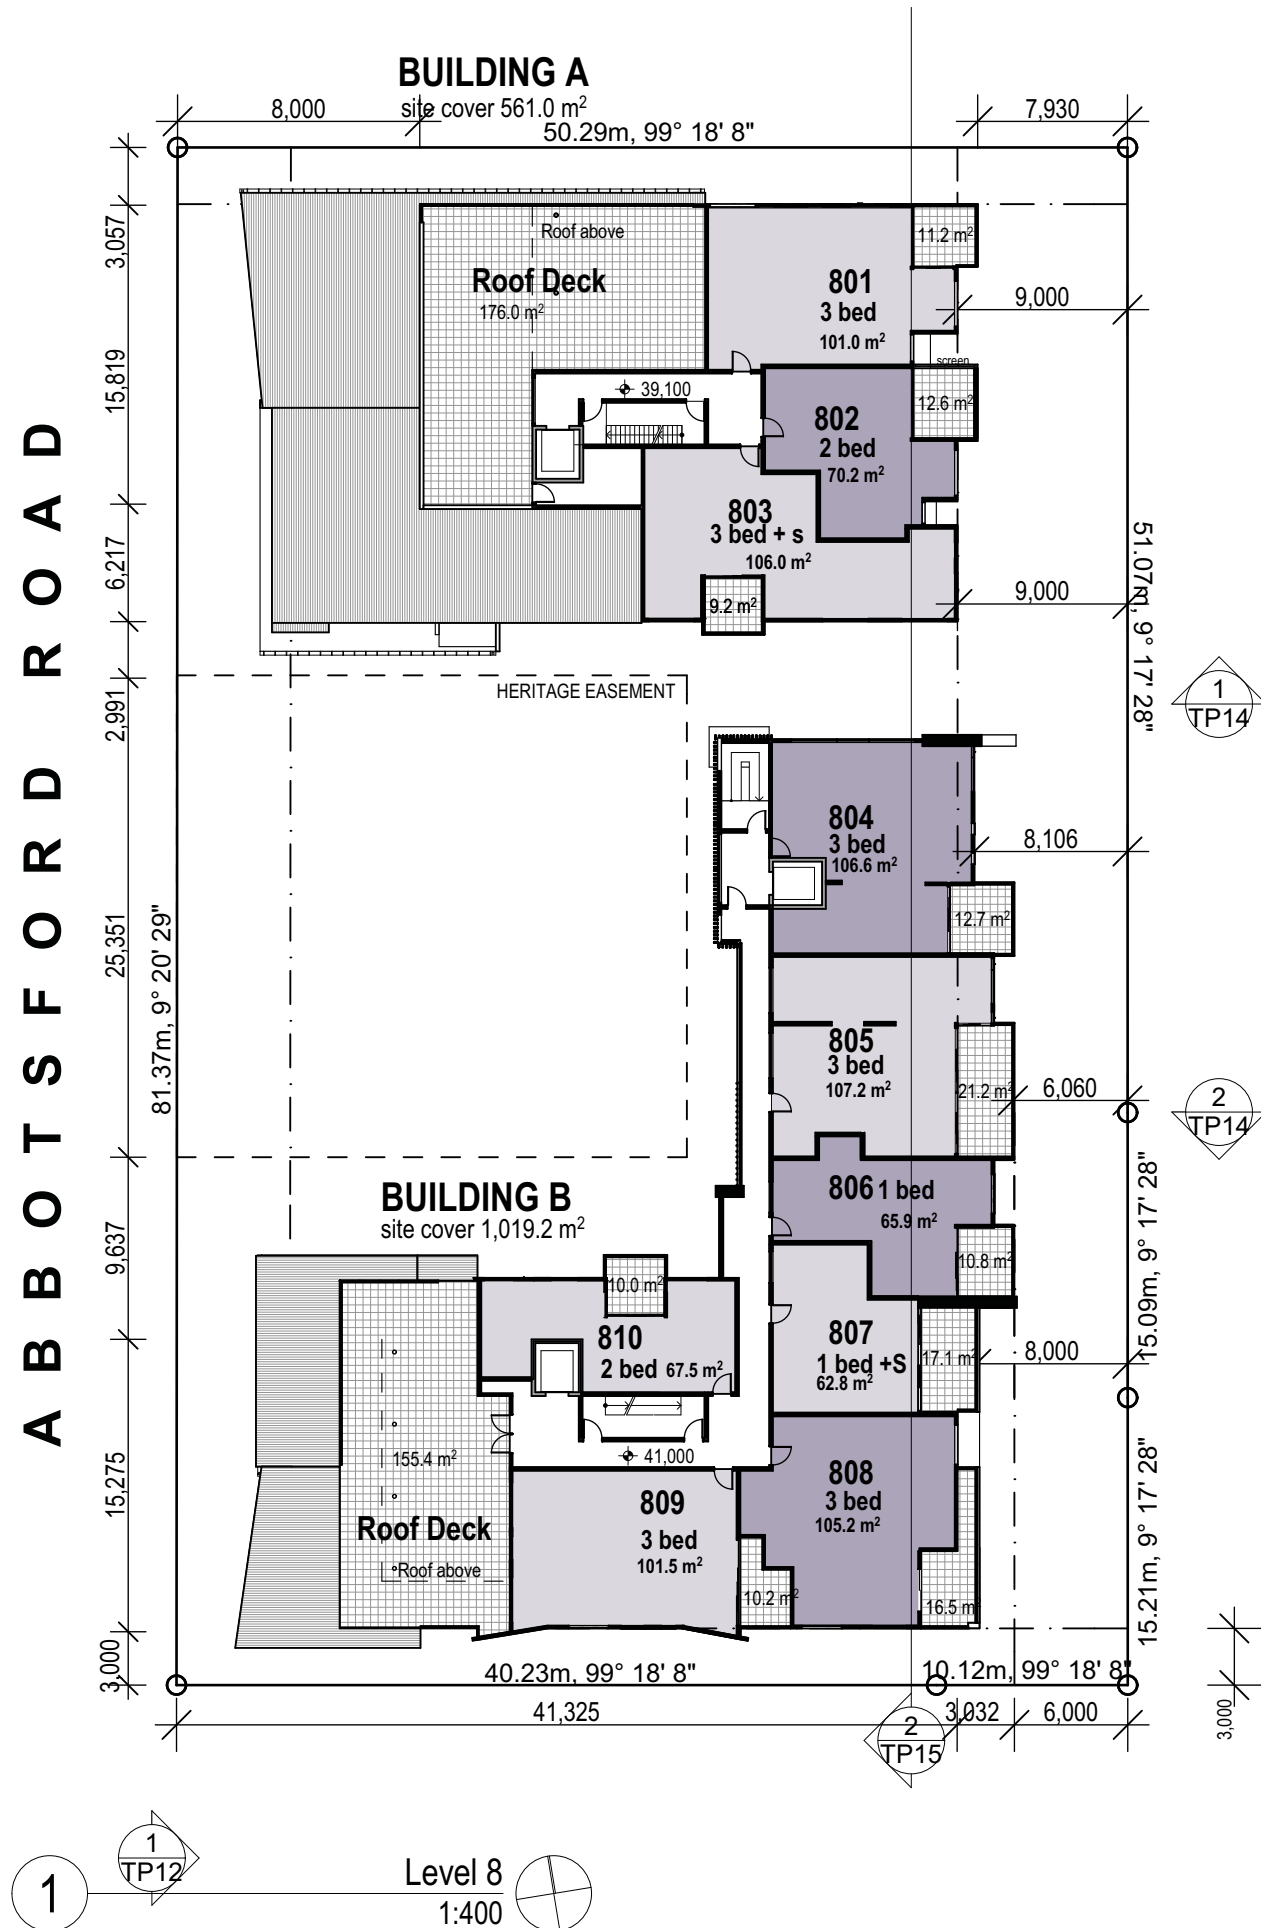 BUILDING A
site cover 561.0 m²
8,000
7,930
50.29m, 99° 18' 8"
3,057
Roof above
Roof Deck
176.0 m²
801
3 bed
101.0 m²
11.2 m²
9,000
screen
15,819
39,100
802
2 bed
70.2 m²
12.6 m²
803
3 bed + s
106.0 m²
9.2 m²
6,217
9,000
51.07m, 9° 17' 28"
ABBOTSFORD ROAD
2,991
HERITAGE EASEMENT
1
TP14
804
3 bed
106.6 m²
8,106
12.7 m²
25,351
81.37m, 9° 20' 29"
805
3 bed
107.2 m²
21.2 m²
6,060
2
TP14
BUILDING B
site cover 1,019.2 m²
806 1 bed
65.9 m²
10.8 m²
9,637
15.09m, 9° 17' 28"
10.0 m²
810
2 bed 67.5 m²
807
1 bed +S
62.8 m²
17.1 m²
8,000
155.4 m²
41,000
15,275
Roof Deck
Roof above
809
3 bed
101.5 m²
808
3 bed
105.2 m²
10.2 m²
16.5 m²
15.21m, 9° 17' 28"
3,000
40.23m, 99° 18' 8"
10.12m, 99° 18' 8"
41,325
3,032
6,000
3,000
2
TP15
1
TP12
1
Level 8
1:400